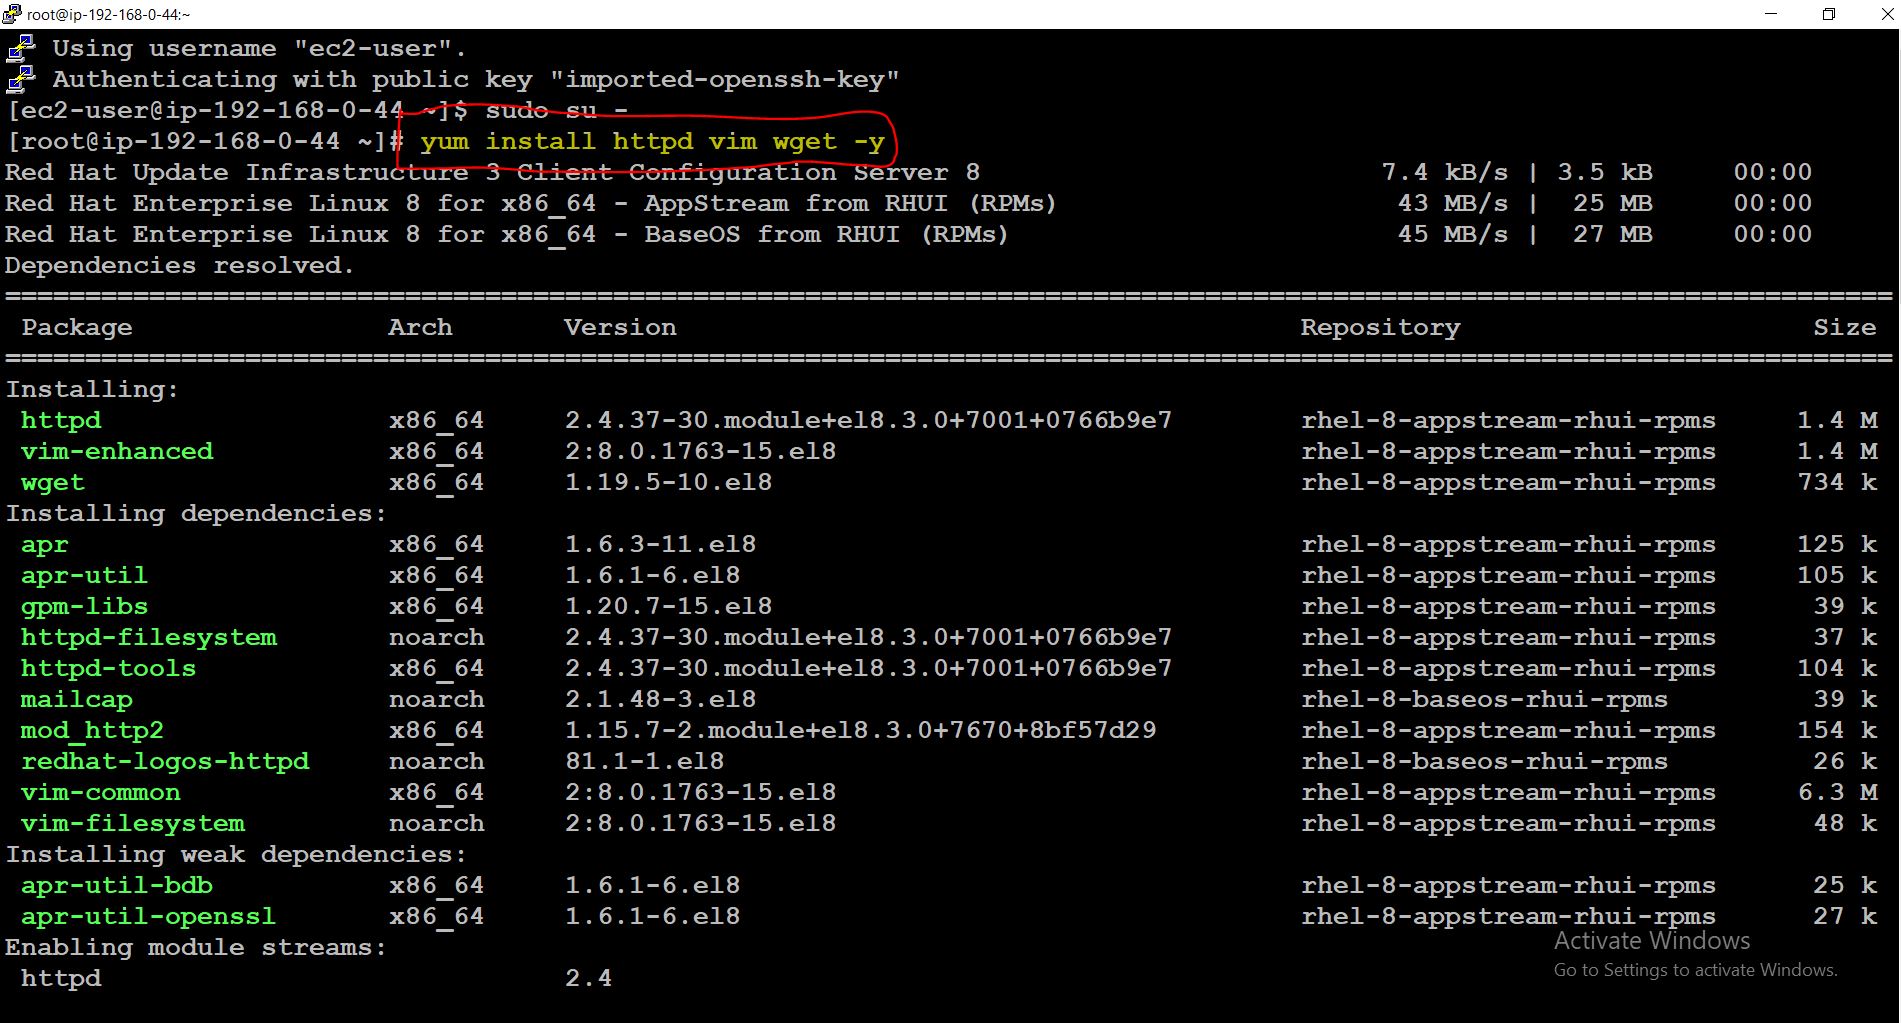 root@ip-192-168-0-44:~
Using username "ec2-user".
Authenticating with public key "imported-openssh-key"
[ec2-user@ip-192-168-0-44 ~]$ sudo su -
[root@ip-192-168-0-44 ~]# yum install httpd vim wget -y
Red Hat Update Infrastructure 3 Client Configuration Server 8 7.4 kB/s | 3.5 kB 00:00
Red Hat Enterprise Linux 8 for x86_64 - AppStream from RHUI (RPMs) 43 MB/s | 25 MB 00:00
Red Hat Enterprise Linux 8 for x86_64 - BaseOS from RHUI (RPMs) 45 MB/s | 27 MB 00:00
Dependencies resolved.
Package Arch Version Repository Size
Installing:
httpd x86_64 2.4.37-30.module+el8.3.0+7001+0766b9e7 rhel-8-appstream-rhui-rpms 1.4 M
vim-enhanced x86_64 2:8.0.1763-15.el8 rhel-8-appstream-rhui-rpms 1.4 M
wget x86_64 1.19.5-10.el8 rhel-8-appstream-rhui-rpms 734 k
Installing dependencies:
apr x86_64 1.6.3-11.el8 rhel-8-appstream-rhui-rpms 125 k
apr-util x86_64 1.6.1-6.el8 rhel-8-appstream-rhui-rpms 105 k
gpm-libs x86_64 1.20.7-15.el8 rhel-8-appstream-rhui-rpms 39 k
httpd-filesystem noarch 2.4.37-30.module+el8.3.0+7001+0766b9e7 rhel-8-appstream-rhui-rpms 37 k
httpd-tools x86_64 2.4.37-30.module+el8.3.0+7001+0766b9e7 rhel-8-appstream-rhui-rpms 104 k
mailcap noarch 2.1.48-3.el8 rhel-8-baseos-rhui-rpms 39 k
mod_http2 x86_64 1.15.7-2.module+el8.3.0+7670+8bf57d29 rhel-8-appstream-rhui-rpms 154 k
redhat-logos-httpd noarch 81.1-1.el8 rhel-8-baseos-rhui-rpms 26 k
vim-common x86_64 2:8.0.1763-15.el8 rhel-8-appstream-rhui-rpms 6.3 M
vim-filesystem noarch 2:8.0.1763-15.el8 rhel-8-appstream-rhui-rpms 48 k
Installing weak dependencies:
apr-util-bdb x86_64 1.6.1-6.el8 rhel-8-appstream-rhui-rpms 25 k
apr-util-openssl x86_64 1.6.1-6.el8 rhel-8-appstream-rhui-rpms 27 k
Enabling module streams:
httpd 2.4
Activate Windows
Go to Settings to activate Windows.